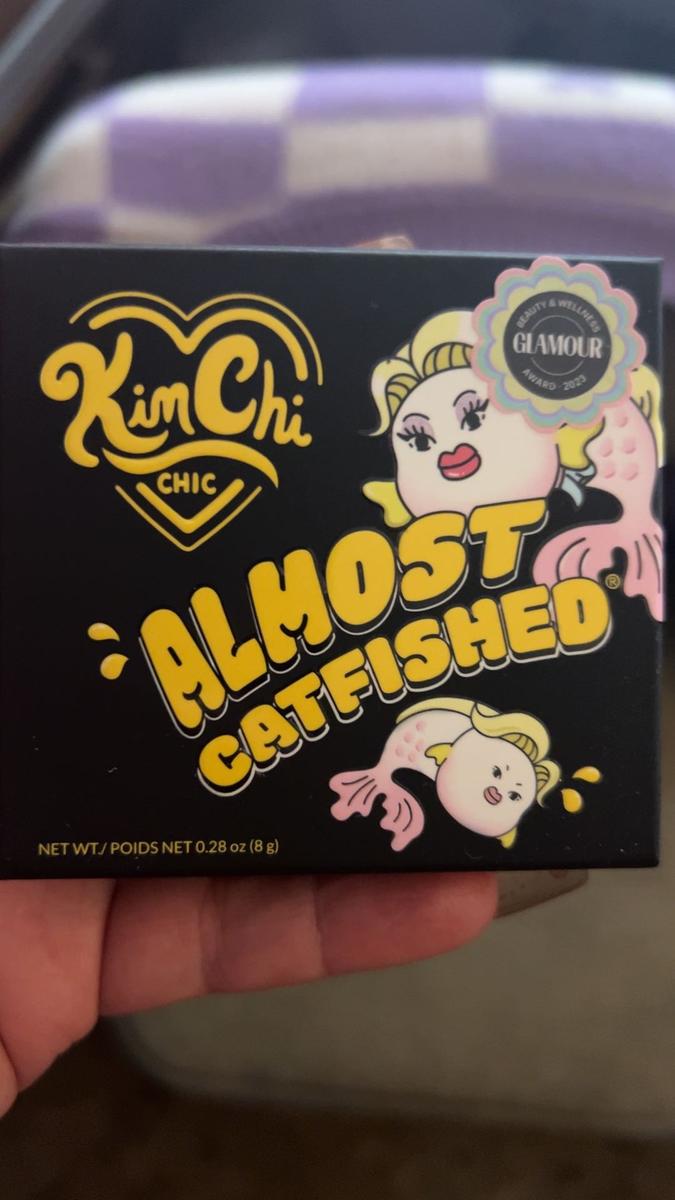 KimChi
CHIC
BEAUTY & WELLNESS
GLAMOUR
AWARD · 2023
ALMOST
CATFISHED®
NET WT./ POIDS NET 0.28 oz (8 g)